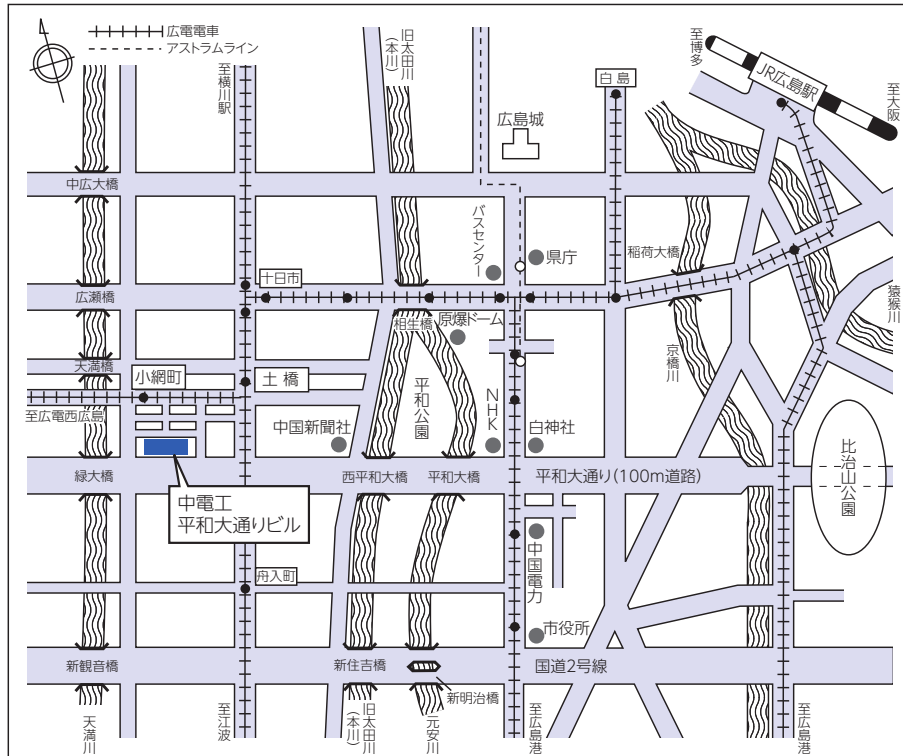 広電電車
アストラムライン
至横川駅
旧太田川
(本川)
至博多
JR広島駅
至大阪
白島
広島城
中広大橋
バスセンター
県庁
稲荷大橋
十日市
広瀬橋
猿猴川
相生橋
原爆ドーム
京橋川
天満橋
小網町
土橋
平和公園
至広電西広島
NHK
中国新聞社
白神社
比治山公園
緑大橋
西平和大橋
平和大橋
平和大通り(100m道路)
中電工
平和大通りビル
中国電力
舟入町
市役所
新観音橋
新住吉橋
国道2号線
新明治橋
天満川
至江波
旧太田川
(本川)
元安川
至広島港
至広島港